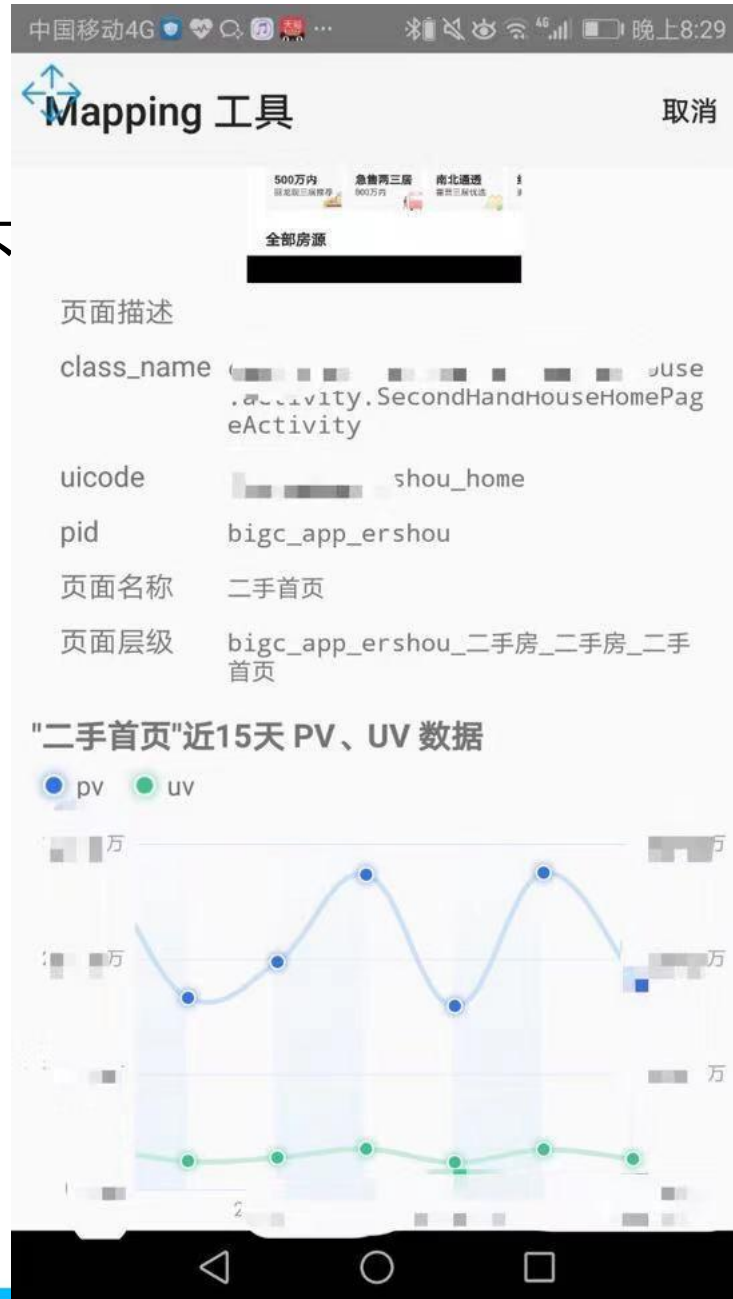 中国移动4G
晚上8:29
Mapping 工具
取消
500万内
急售两三居
南北通透
900万内
全部房源
页面描述
class_name
.activity.SecondHandHouseHomePag
eActivity
uicode
shou_home
pid
bigc_app_ershou
页面名称
二手首页
页面层级
bigc_app_ershou_二手房_二手房_二手
首页
"二手首页"近15天 PV、UV 数据
pv
uv
万
万
万
万
万